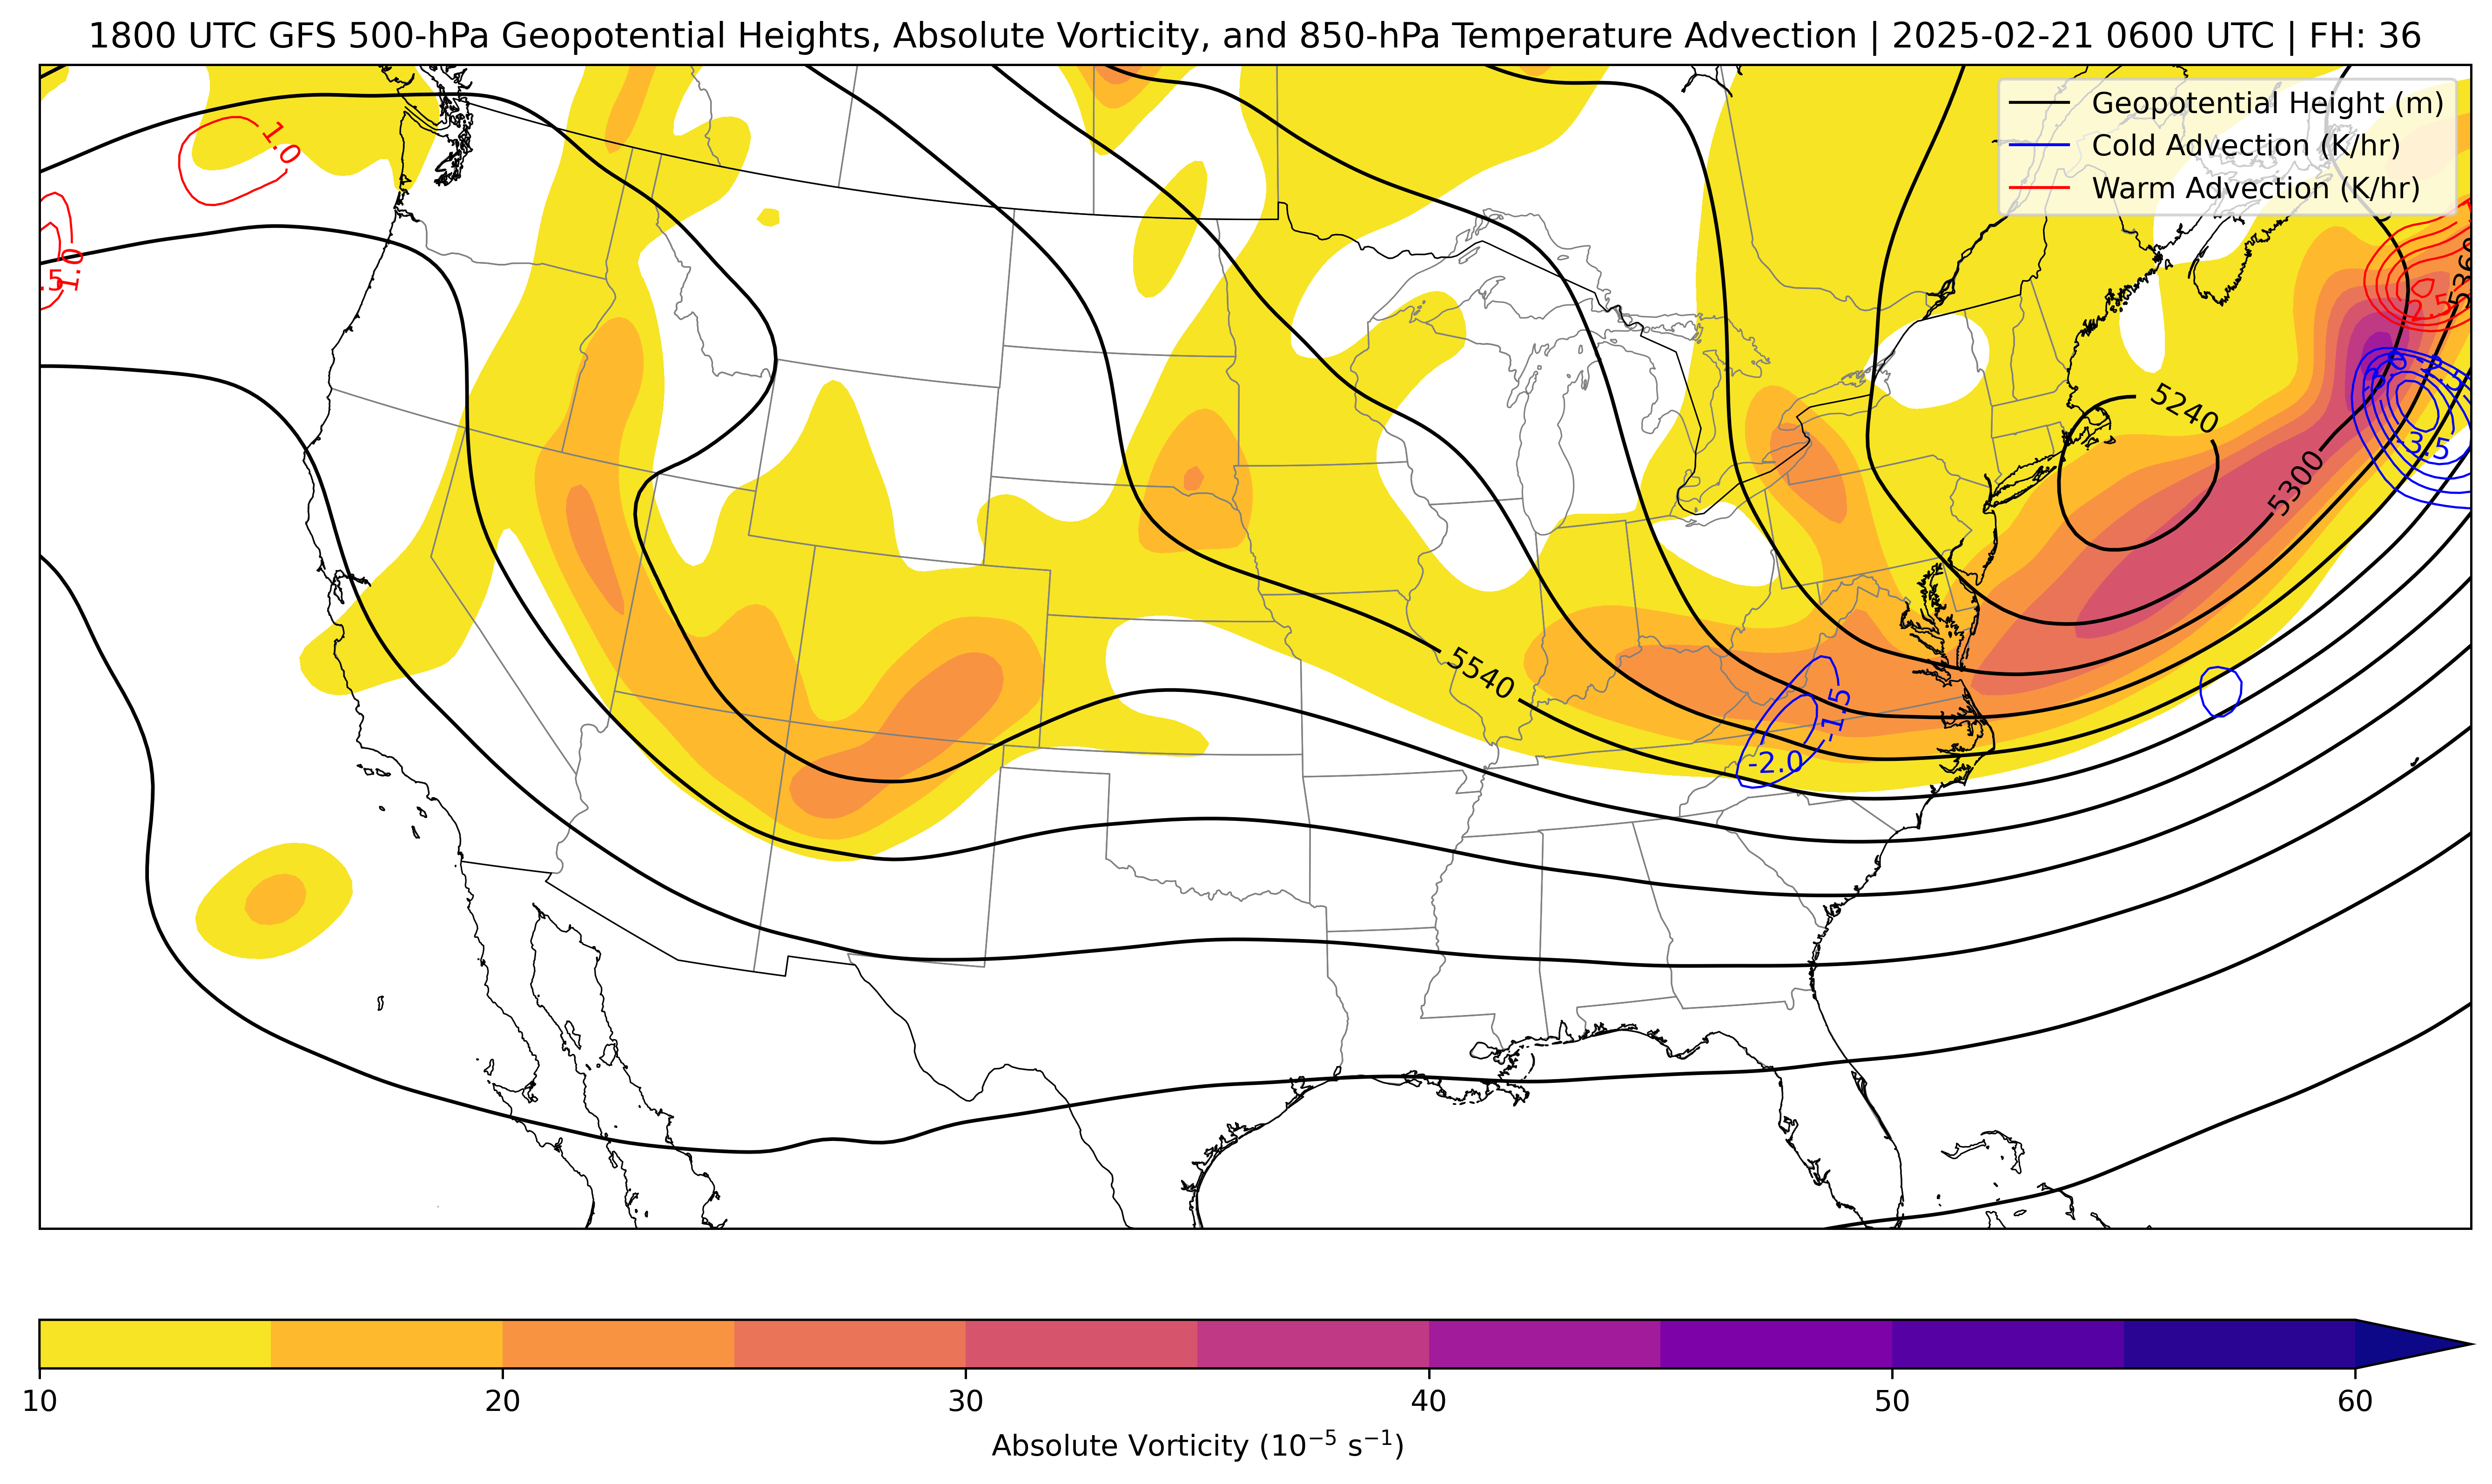 1800 UTC GFS 500-hPa Geopotential Heights, Absolute Vorticity, and 850-hPa Temperature Advection | 2025-02-21 0600 UTC | FH: 36
Geopotential Height (m)
Cold Advection (K/hr)
Warm Advection (K/hr)
1.0
1.0
.5
2.5
536
-3.5
5240
5300
5540
-1.5
-2.0
10 20 30 40 50 60
Absolute Vorticity (10⁻⁵ s⁻¹)